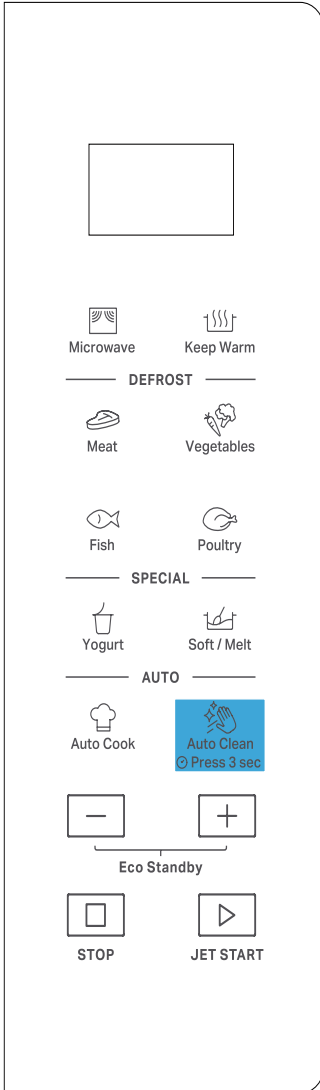 Microwave Keep Warm
DEFROST
Meat Vegetables
Fish Poultry
SPECIAL
Yogurt Soft / Melt
AUTO
Auto Cook Auto Clean
Press 3 sec
Eco Standby
STOP JET START